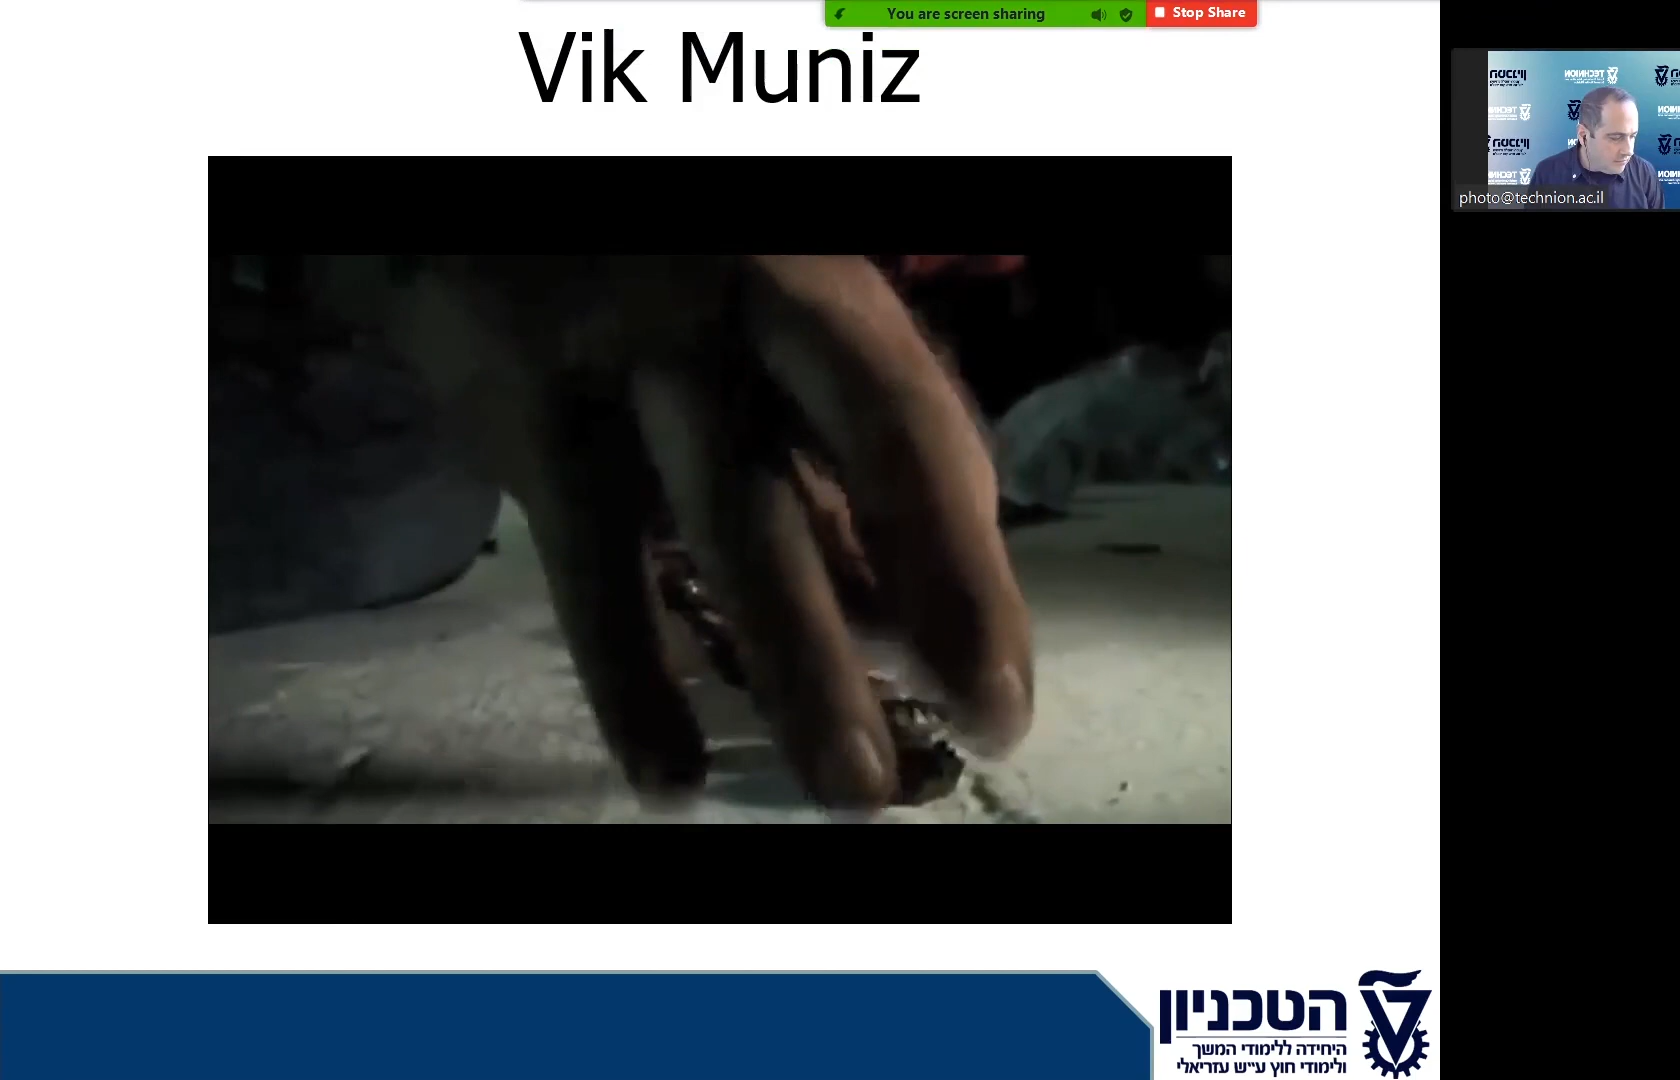 You are screen sharing
Stop Share
Vik Muniz
TECHNION
photo@technion.ac.il
הטכניון
היחידה ללימודי המשך
ולימודי חוץ ע״ש עזריאלי